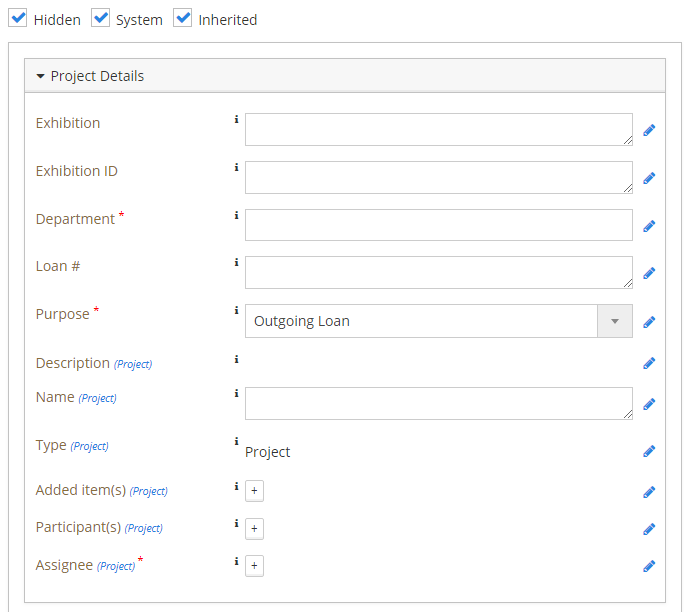 Hidden System Inherited
Project Details
Exhibition
Exhibition ID
Department *
Loan #
Purpose * Outgoing Loan
Description (Project)
Name (Project)
Type (Project) Project
Added item(s) (Project) +
Participant(s) (Project) +
Assignee (Project) * +